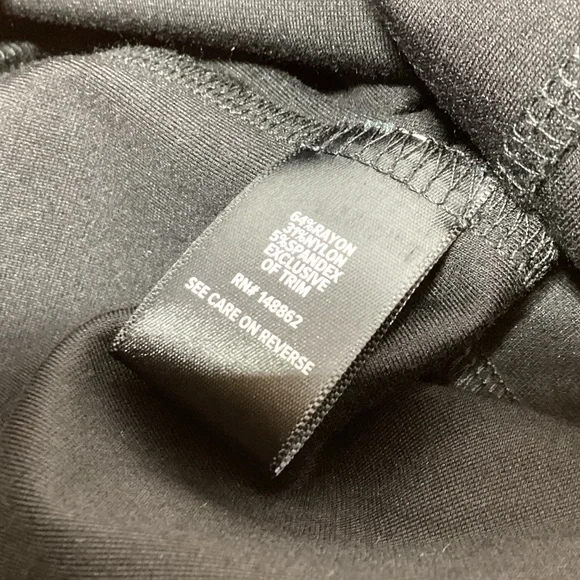 64%RAYON
31%NYLON
5%SPANDEX
EXCLUSIVE
OF TRIM
RN# 148862
SEE CARE ON REVERSE